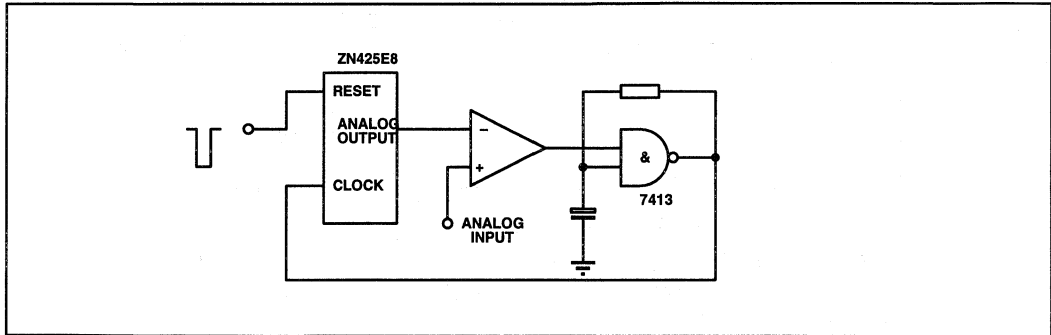 ZN425E8
RESET
ANALOG
OUTPUT
CLOCK
−
+
ANALOG
INPUT
&
7413